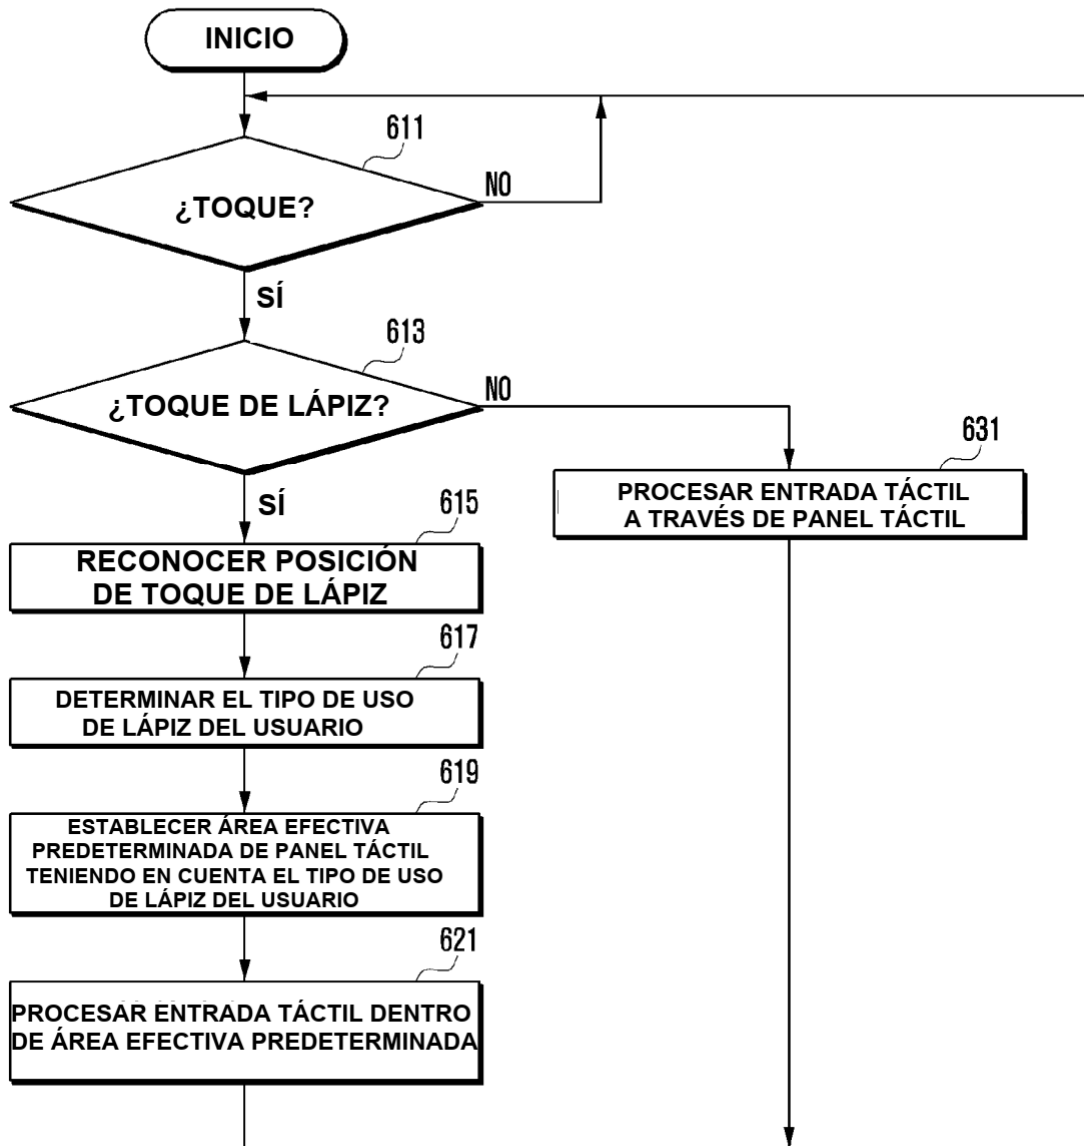 INICIO
611
¿TOQUE?
NO
SÍ
613
¿TOQUE DE LÁPIZ?
NO
SÍ
631
PROCESAR ENTRADA TÁCTIL
A TRAVÉS DE PANEL TÁCTIL
615
RECONOCER POSICIÓN
DE TOQUE DE LÁPIZ
617
DETERMINAR EL TIPO DE USO
DE LÁPIZ DEL USUARIO
619
ESTABLECER ÁREA EFECTIVA
PREDETERMINADA DE PANEL TÁCTIL
TENIENDO EN CUENTA EL TIPO DE USO
DE LÁPIZ DEL USUARIO
621
PROCESAR ENTRADA TÁCTIL DENTRO
DE ÁREA EFECTIVA PREDETERMINADA